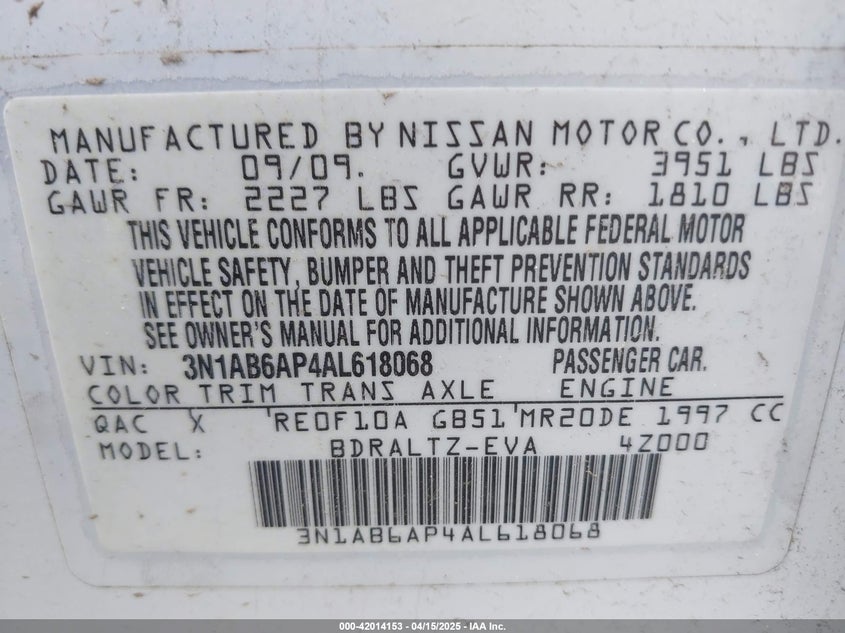 MANUFACTURED BY NISSAN MOTOR CO., LTD.
DATE: 09/09. GVWR: 3951 LBS
GAWR FR: 2227 LBS GAWR RR: 1810 LBS
THIS VEHICLE CONFORMS TO ALL APPLICABLE FEDERAL MOTOR
VEHICLE SAFETY, BUMPER AND THEFT PREVENTION STANDARDS
IN EFFECT ON THE DATE OF MANUFACTURE SHOWN ABOVE.
SEE OWNER'S MANUAL FOR ADDITIONAL INFORMATION.
VIN: 3N1AB6AP4AL618068 PASSENGER CAR.
COLOR TRIM TRANS AXLE ENGINE
QAC X RE0F10A GB51 MR20DE 1997 CC
MODEL: BDRALTZ-EVA 4Z000
3N1AB6AP4AL618068
000-42014153 - 04/15/2025 - IAA Inc.